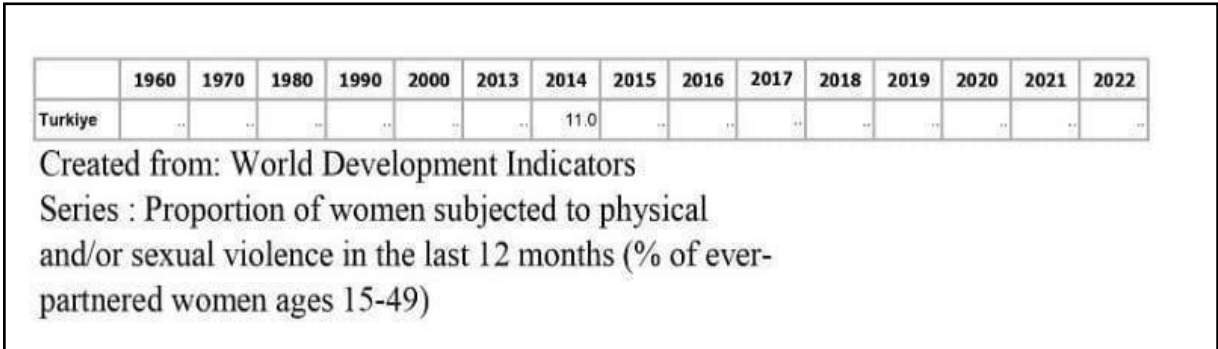 1960 1970 1980 1990 2000 2013 2014 2015 2016 2017 2018 2019 2020 2021 2022
Turkiye .. .. .. .. .. .. 11.0 .. .. .. .. .. .. .. ..
Created from: World Development Indicators
Series : Proportion of women subjected to physical
and/or sexual violence in the last 12 months (% of ever-
partnered women ages 15-49)